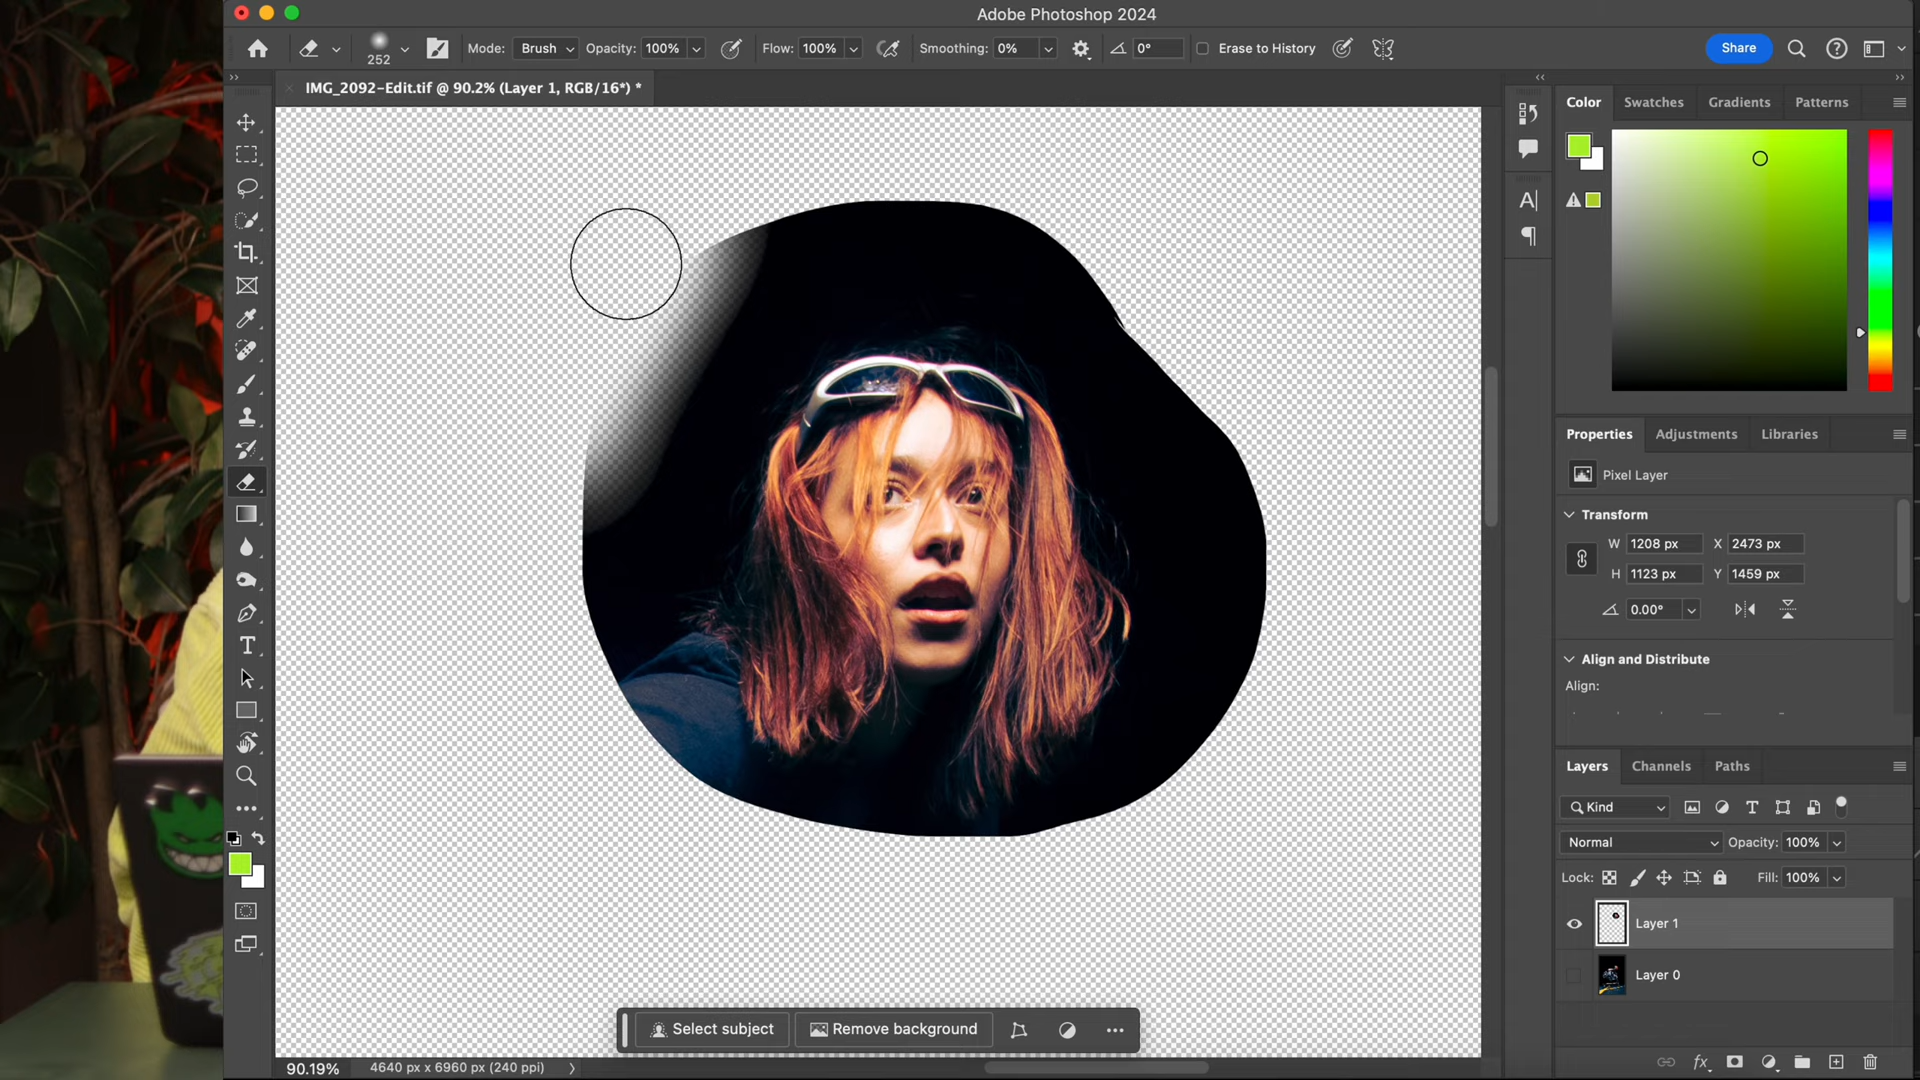 Adobe Photoshop 2024
252
Mode: Brush Opacity: 100% Flow: 100% Smoothing: 0% 0° Erase to History Share
IMG_2092-Edit.tif @ 90.2% (Layer 1, RGB/16*) *
Color Swatches Gradients Patterns
Properties Adjustments Libraries
Pixel Layer
Transform
W 1208 px X 2473 px
H 1123 px Y 1459 px
0.00°
Align and Distribute
Align:
Layers Channels Paths
Kind
Normal Opacity: 100%
Lock: Fill: 100%
Layer 1
Layer 0
Select subject Remove background
90.19% 4640 px x 6960 px (240 ppi)